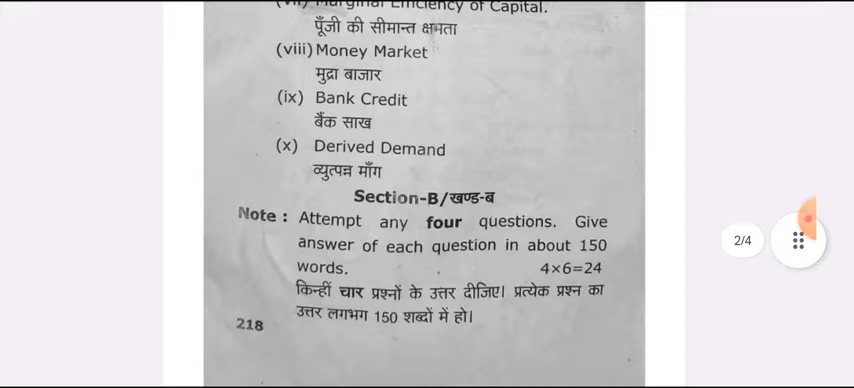 (vii) Marginal Efficiency of Capital.
पूँजी की सीमान्त क्षमता
(viii) Money Market
मुद्रा बाजार
(ix) Bank Credit
बैंक साख
(x) Derived Demand
व्युत्पन्न माँग
Section-B/खण्ड-ब
Note : Attempt any four questions. Give
answer of each question in about 150
words. 4×6=24
किन्हीं चार प्रश्नों के उत्तर दीजिए। प्रत्येक प्रश्न का
उत्तर लगभग 150 शब्दों में हो।
218
2/4